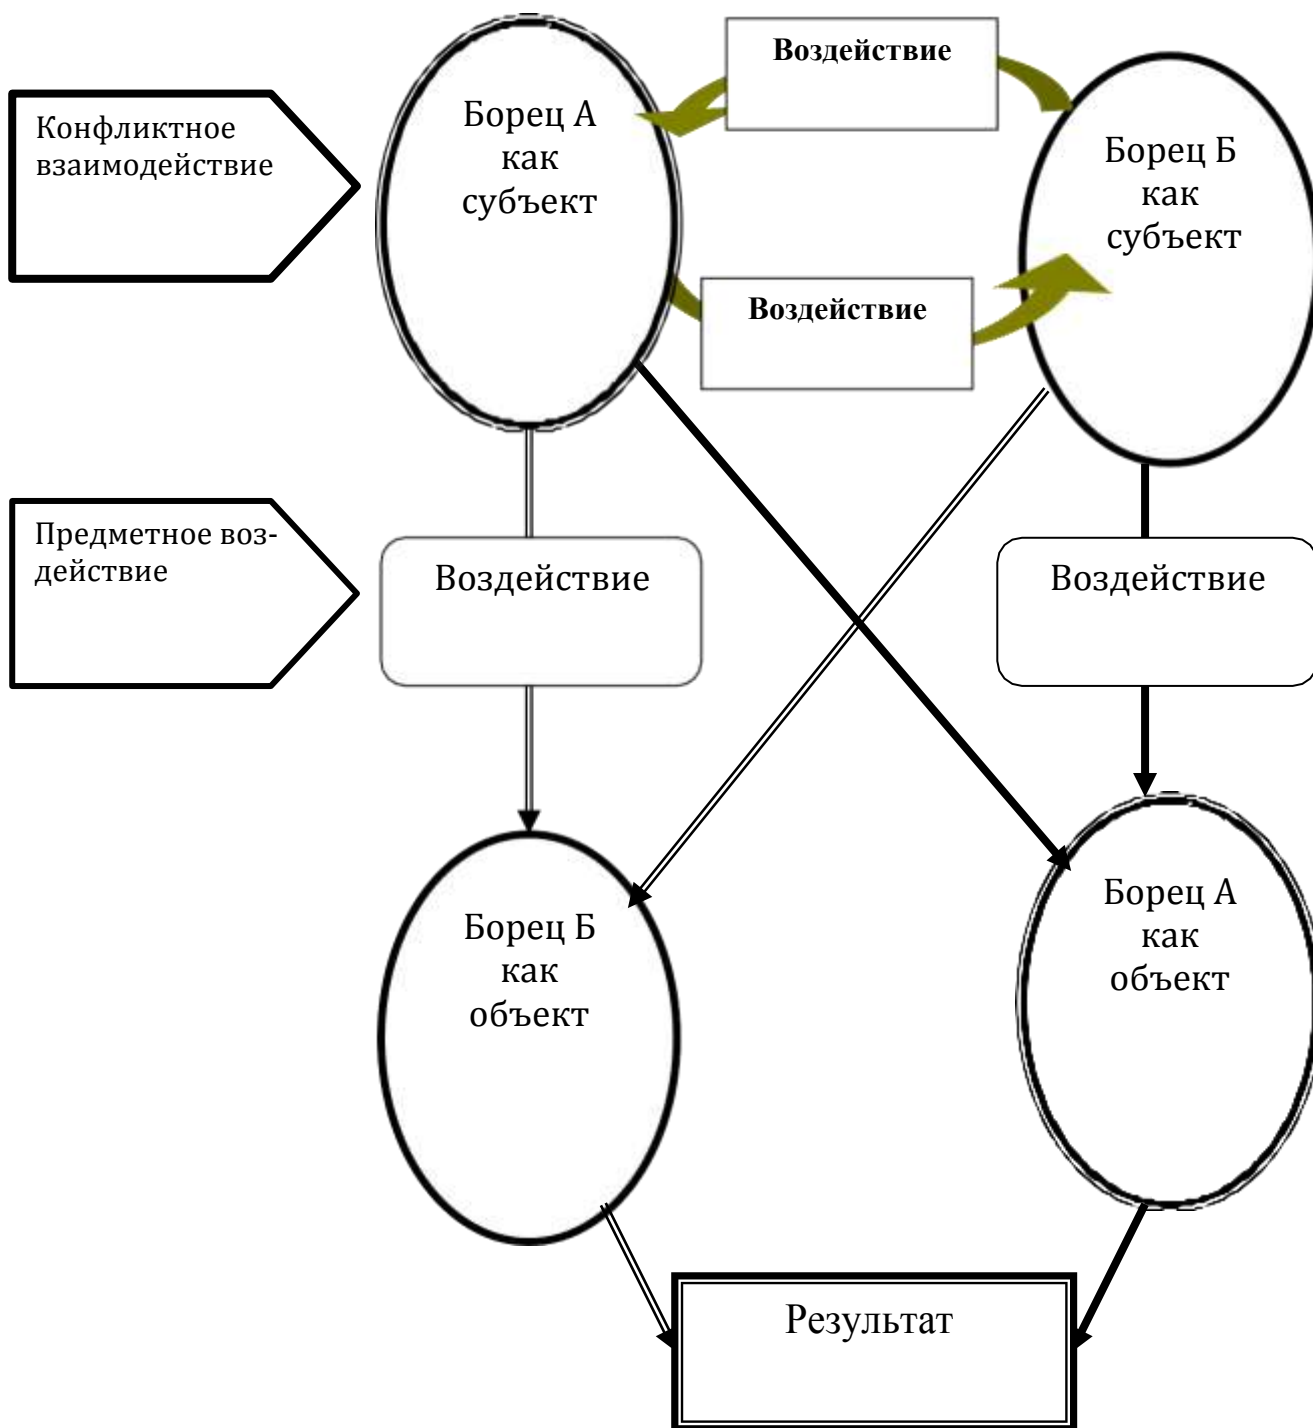 Воздействие
Конфликтное
взаимодействие
Борец А
как
субъект
Борец Б
как
субъект
Воздействие
Предметное воз-
действие
Воздействие
Воздействие
Борец Б
как
объект
Борец А
как
объект
Результат